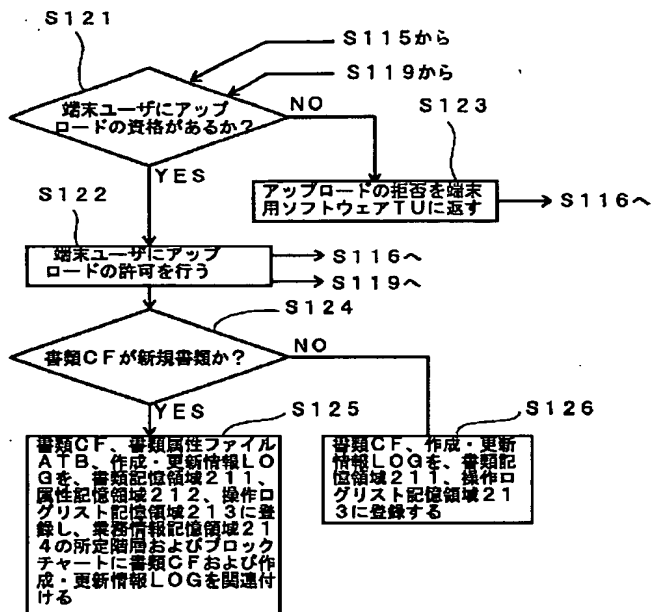 S121
S115から
S119から
端末ユーザにアップ
ロードの資格があるか?
NO
S123
YES
S122
アップロードの拒否を端末
用ソフトウェアTUに返す
S116へ
端末ユーザにアップ
ロードの許可を行う
S116へ
S119へ
S124
書類CFが新規書類か?
NO
YES
S125
S126
書類CF、書類属性ファイル
ATB、作成・更新情報LO
Gを、書類記憶領域211、
属性記憶領域212、操作ロ
グリスト記憶領域213に登
録し、業務情報記憶領域21
4の所定階層およびブロック
チャートに書類CFおよび作
成・更新情報LOGを関連付
ける
書類CF、作成・更新
情報LOGを、書類記
憶領域211、操作ロ
グリスト記憶領域21
3に登録する